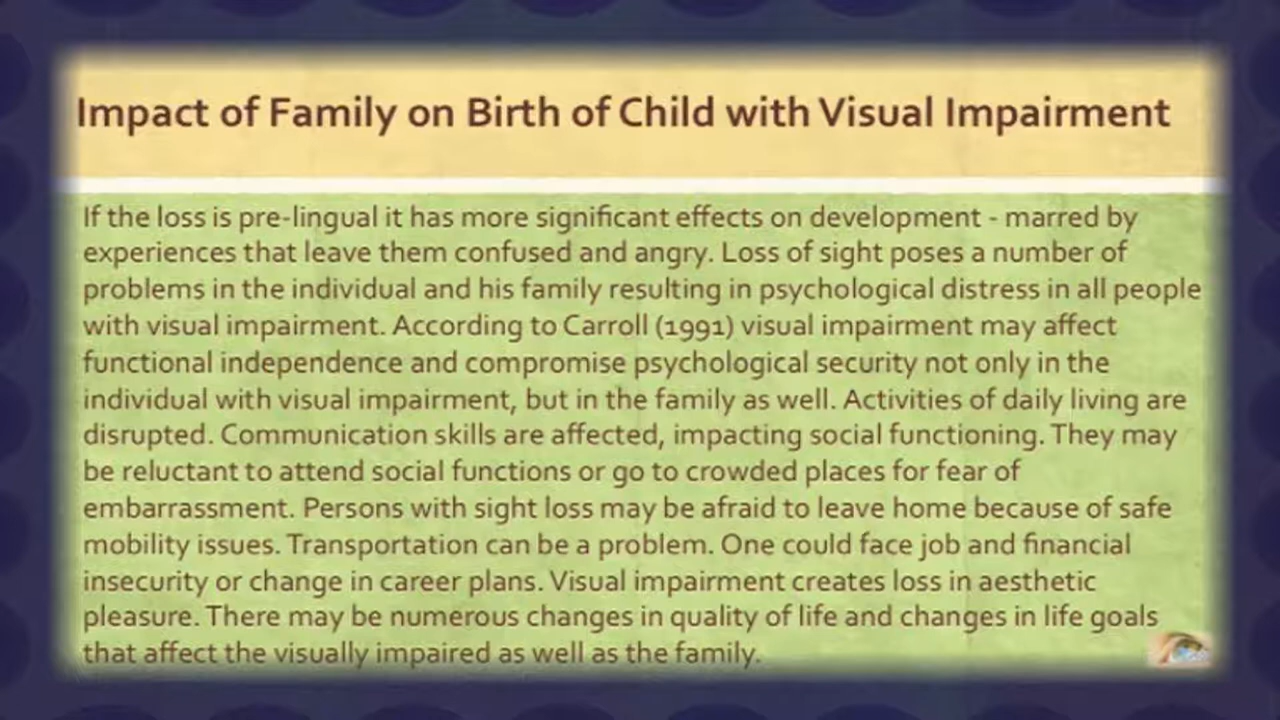 Impact of Family on Birth of Child with Visual Impairment
If the loss is pre-lingual it has more significant effects on development - marred by
experiences that leave them confused and angry. Loss of sight poses a number of
problems in the individual and his family resulting in psychological distress in all people
with visual impairment. According to Carroll (1991) visual impairment may affect
functional independence and compromise psychological security not only in the
individual with visual impairment, but in the family as well. Activities of daily living are
disrupted. Communication skills are affected, impacting social functioning. They may
be reluctant to attend social functions or go to crowded places for fear of
embarrassment. Persons with sight loss may be afraid to leave home because of safe
mobility issues. Transportation can be a problem. One could face job and financial
insecurity or change in career plans. Visual impairment creates loss in aesthetic
pleasure. There may be numerous changes in quality of life and changes in life goals
that affect the visually impaired as well as the family.